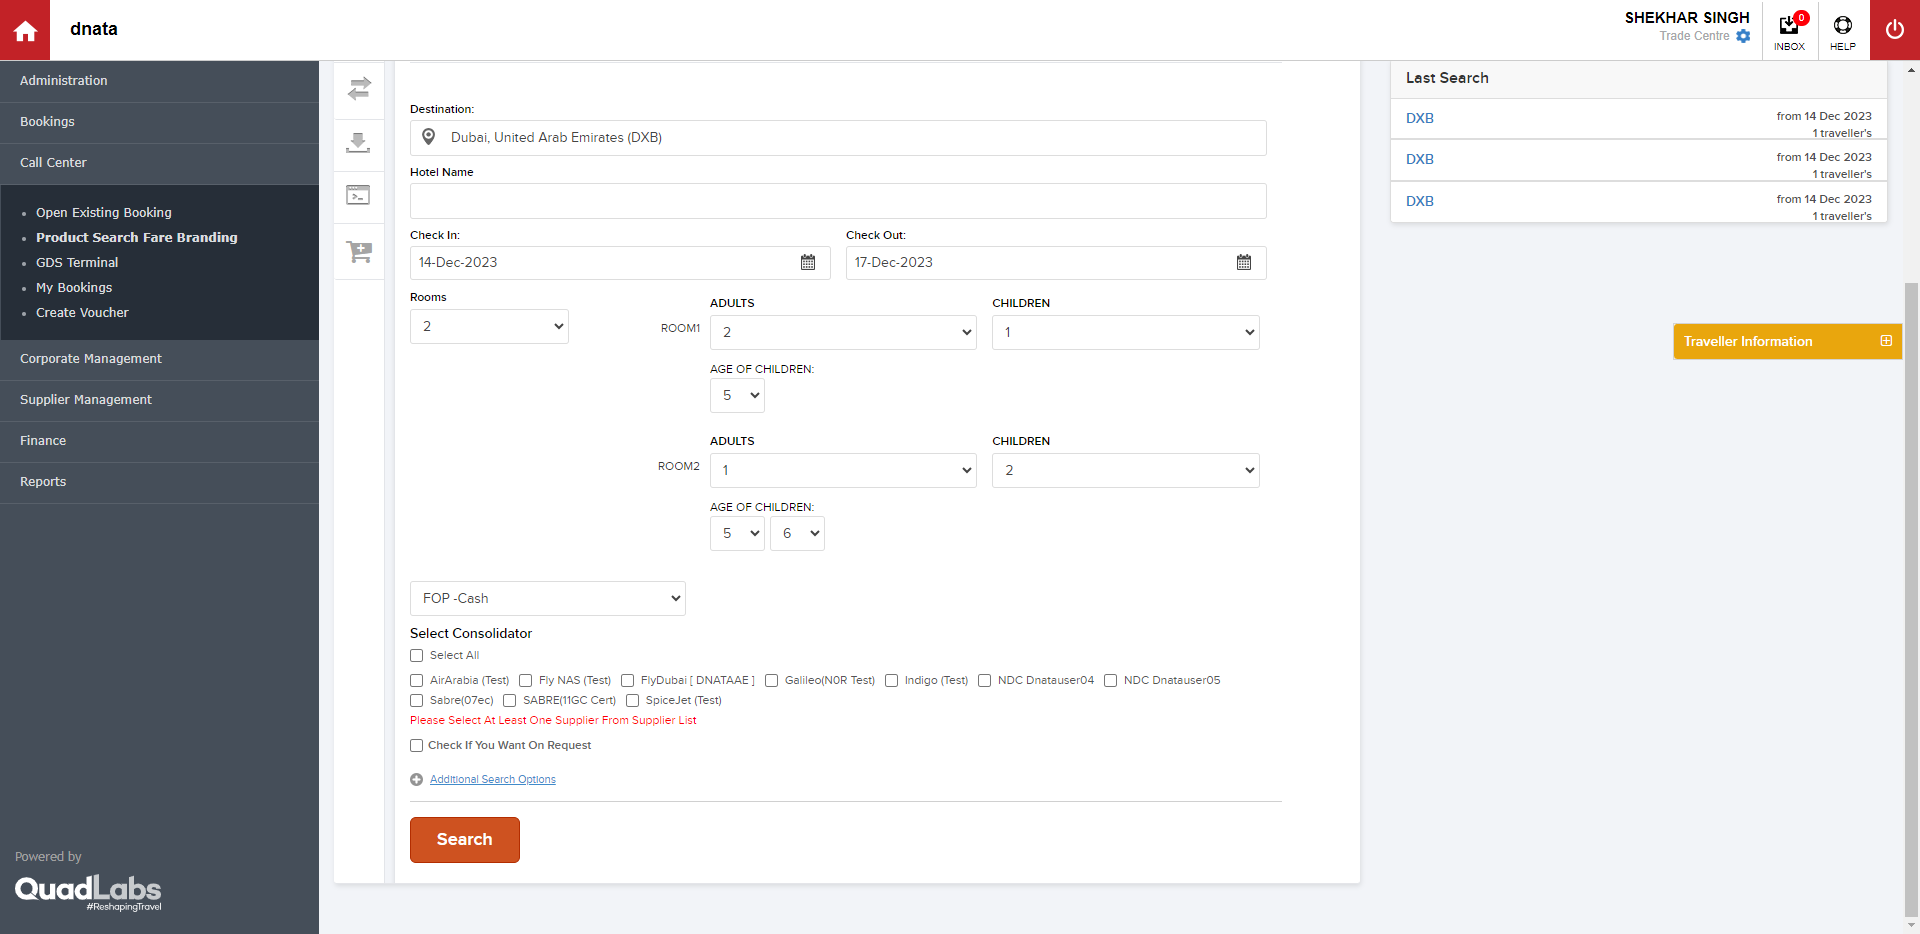 dnata
SHEKHAR SINGH
Trade Centre
0
INBOX
HELP
Administration
Bookings
Call Center
Open Existing Booking
Product Search Fare Branding
GDS Terminal
My Bookings
Create Voucher
Corporate Management
Supplier Management
Finance
Reports
Powered by
QuadLabs
#ReshapingTravel
Destination:
Dubai, United Arab Emirates (DXB)
Hotel Name
Check In: Check Out:
14-Dec-2023 17-Dec-2023
Rooms
2
ADULTS CHILDREN
ROOM1 2 1
AGE OF CHILDREN:
5
ADULTS CHILDREN
ROOM2 1 2
AGE OF CHILDREN:
5 6
FOP -Cash
Select Consolidator
Select All
AirArabia (Test) Fly NAS (Test) FlyDubai [ DNATAAE ] Galileo(N0R Test) Indigo (Test) NDC Dnatauser04 NDC Dnatauser05
Sabre(07ec) SABRE(11GC Cert) SpiceJet (Test)
Please Select At Least One Supplier From Supplier List
Check If You Want On Request
Additional Search Options
Search
Last Search
DXB from 14 Dec 2023
1 traveller's
DXB from 14 Dec 2023
1 traveller's
DXB from 14 Dec 2023
1 traveller's
Traveller Information